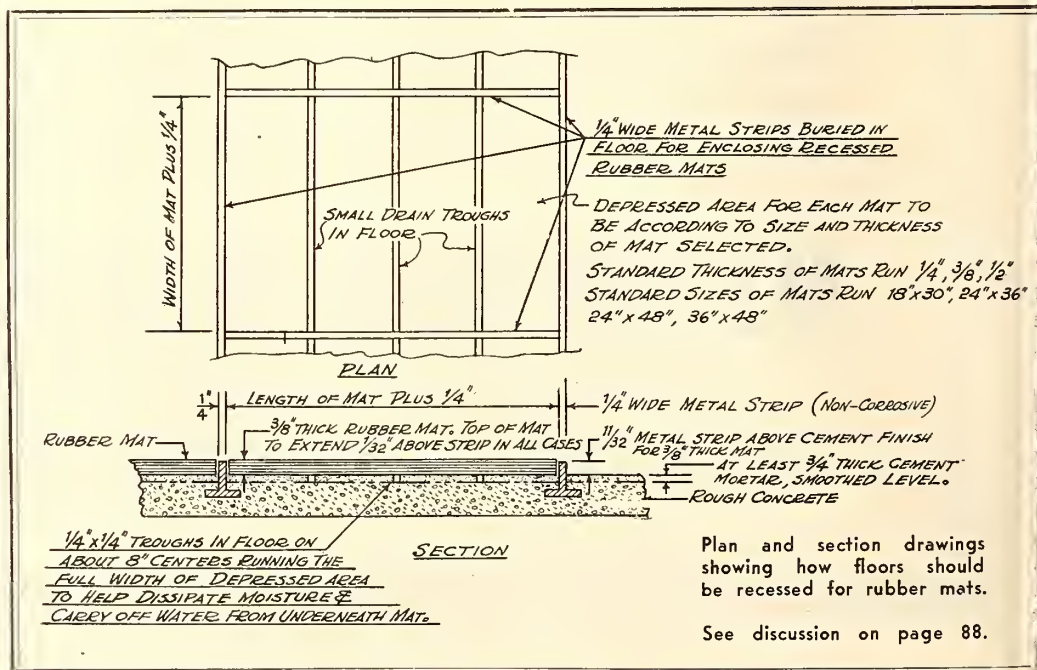 WIDTH OF MAT PLUS 1/4"
1/4" WIDE METAL STRIPS BURIED IN
FLOOR FOR ENCLOSING RECESSED
RUBBER MATS
SMALL DRAIN TROUGHS
IN FLOOR
DEPRESSED AREA FOR EACH MAT TO
BE ACCORDING TO SIZE AND THICKNESS
OF MAT SELECTED.
STANDARD THICKNESS OF MATS RUN 1/4", 3/8", 1/2"
STANDARD SIZES OF MATS RUN 18"x30", 24"x36"
24"x48", 36"x48"
PLAN
1/4"
LENGTH OF MAT PLUS 1/4"
1/4" WIDE METAL STRIP (NON-CORROSIVE)
RUBBER MAT
3/8" THICK RUBBER MAT. TOP OF MAT
TO EXTEND 1/32" ABOVE STRIP IN ALL CASES
11/32" METAL STRIP ABOVE CEMENT FINISH
FOR 3/8" THICK MAT
AT LEAST 3/4" THICK CEMENT
MORTAR, SMOOTHED LEVEL.
ROUGH CONCRETE
1/4"x1/4" TROUGHS IN FLOOR ON
ABOUT 8" CENTERS RUNNING THE
FULL WIDTH OF DEPRESSED AREA
TO HELP DISSIPATE MOISTURE &
CARRY OFF WATER FROM UNDERNEATH MAT.
SECTION
Plan and section drawings
showing how floors should
be recessed for rubber mats.
See discussion on page 88.